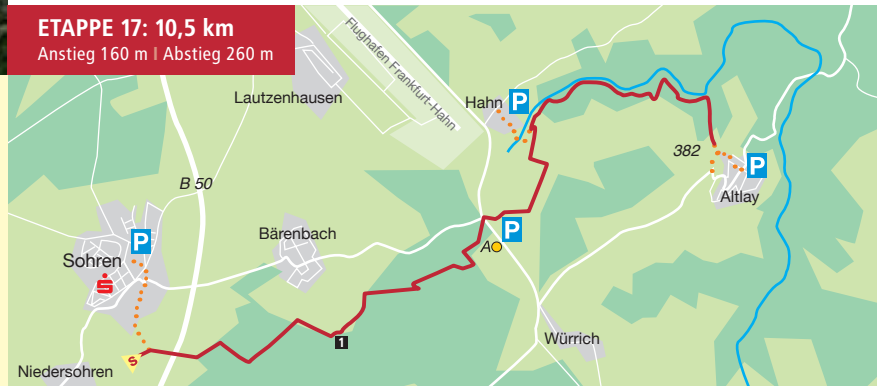 ETAPPE 17: 10,5 km
Anstieg 160 m | Abstieg 260 m
Flughafen Frankfurt-Hahn
Lautzenhausen
Hahn
P
382
P
Altlay
B 50
P
Sohren
S
Bärenbach
P
A
1
S
Niedersohren
Würrich